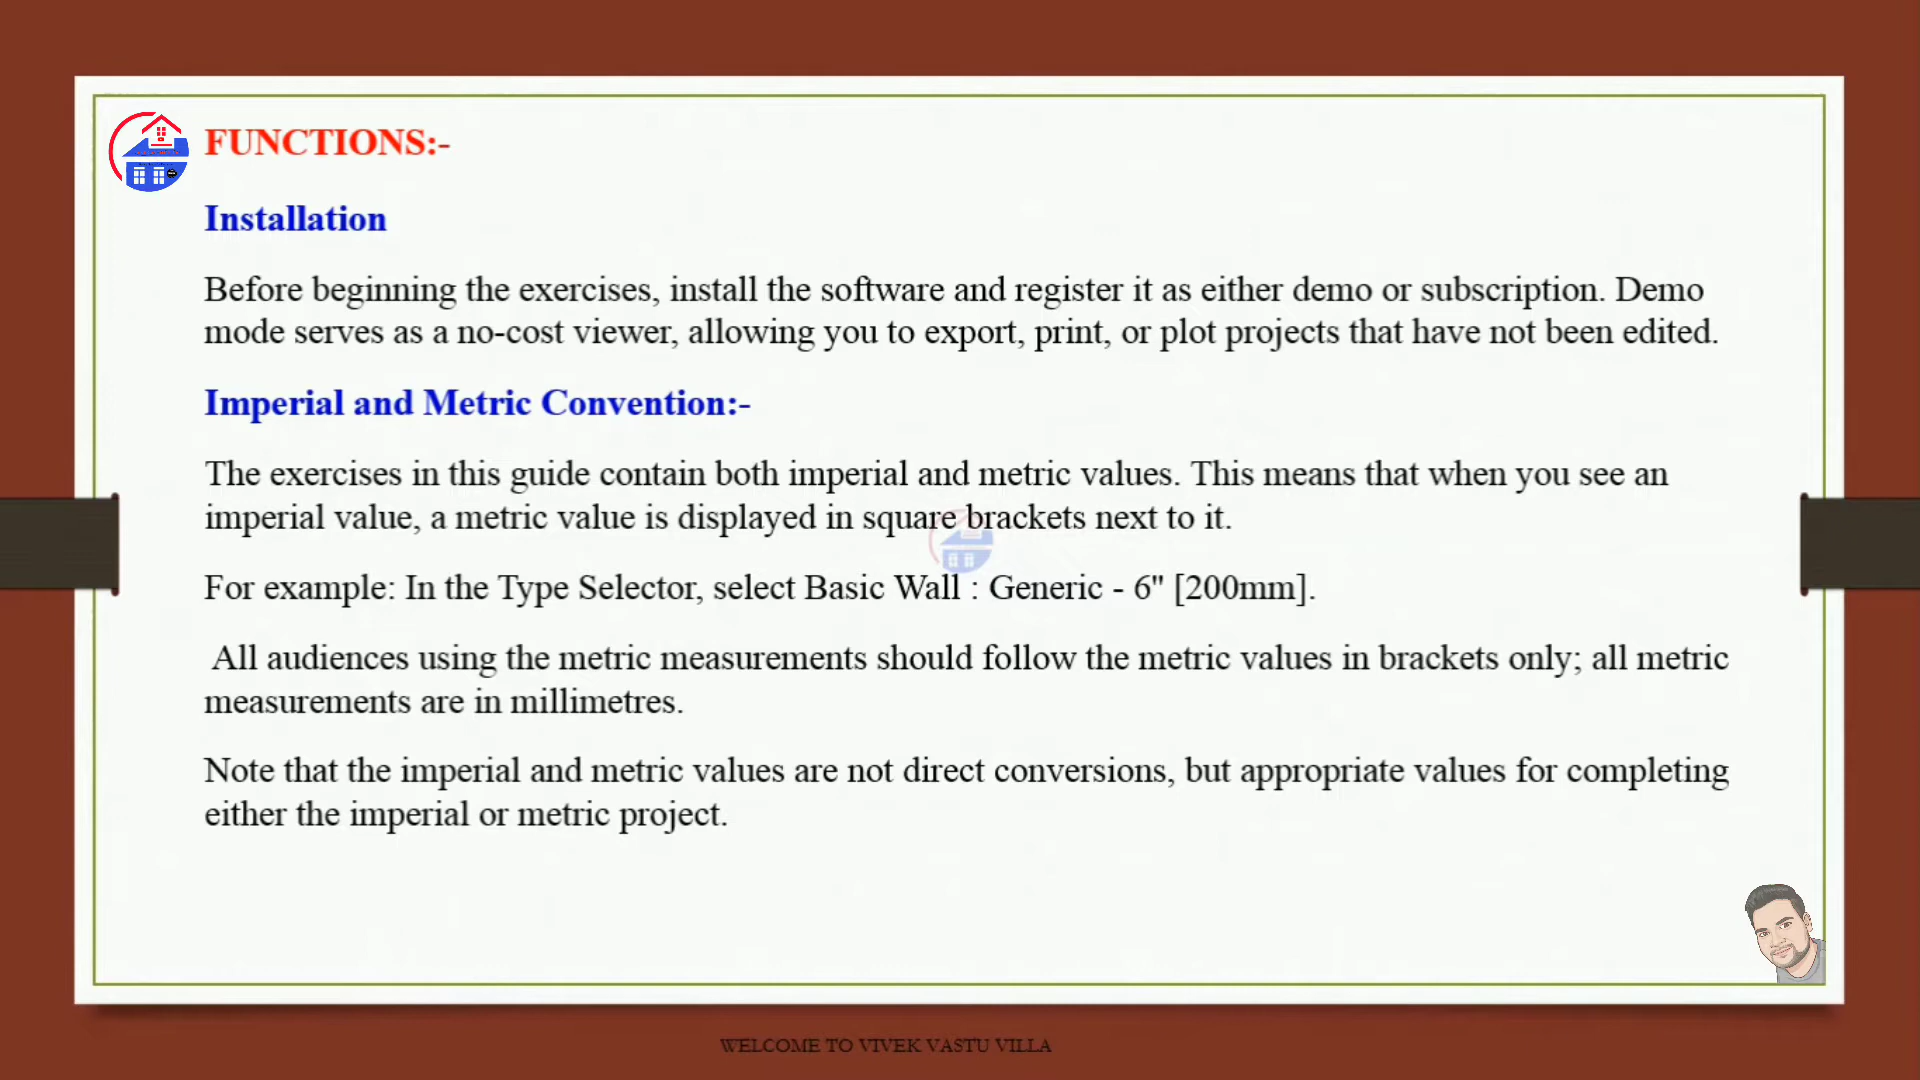 FUNCTIONS:-
Installation
Before beginning the exercises, install the software and register it as either demo or subscription. Demo
mode serves as a no-cost viewer, allowing you to export, print, or plot projects that have not been edited.
Imperial and Metric Convention:-
The exercises in this guide contain both imperial and metric values. This means that when you see an
imperial value, a metric value is displayed in square brackets next to it.
For example: In the Type Selector, select Basic Wall : Generic - 6" [200mm].
All audiences using the metric measurements should follow the metric values in brackets only; all metric
measurements are in millimetres.
Note that the imperial and metric values are not direct conversions, but appropriate values for completing
either the imperial or metric project.
WELCOME TO VIVEK VASTU VILLA